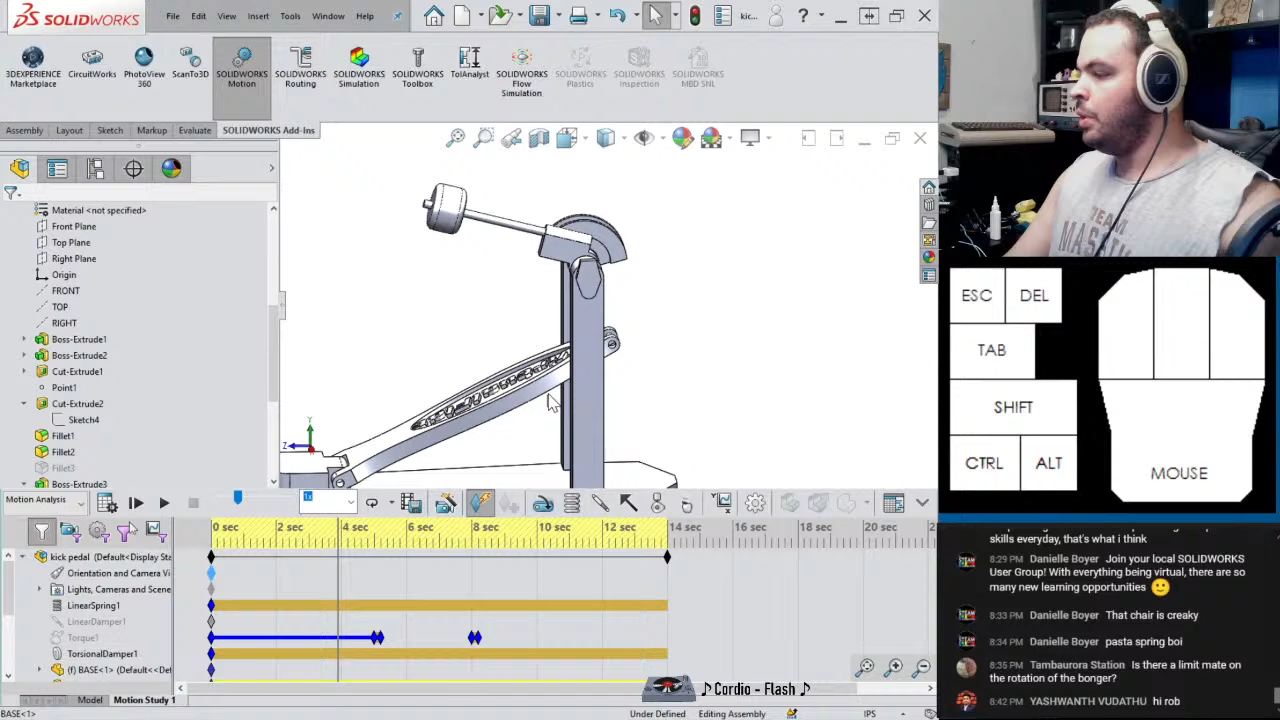 SOLIDWORKS
File Edit View Insert Tools Window Help
kic...
3DEXPERIENCE Marketplace
CircuitWorks
PhotoView 360
ScanTo3D
SOLIDWORKS Motion
SOLIDWORKS Routing
SOLIDWORKS Simulation
SOLIDWORKS Toolbox
TolAnalyst
SOLIDWORKS Flow Simulation
SOLIDWORKS Plastics
SOLIDWORKS Inspection
SOLIDWORKS MBD SNL
Assembly Layout Sketch Markup Evaluate SOLIDWORKS Add-Ins
Material <not specified>
Front Plane
Top Plane
Right Plane
Origin
FRONT
TOP
RIGHT
Boss-Extrude1
Boss-Extrude2
Cut-Extrude1
Point1
Cut-Extrude2
Sketch4
Fillet1
Fillet2
Fillet3
Boss-Extrude3
Y
Z
Motion Analysis
1x
0 sec 2 sec 4 sec 6 sec 8 sec 10 sec 12 sec 14 sec 16 sec 18 sec 20 sec
kick pedal (Default<Display Sta
Orientation and Camera Vi
Lights, Cameras and Scene
LinearSpring1
LinearDamper1
Torque1
TorsionalDamper1
(f) BASE<1> (Default<<Def
Model Motion Study 1
BASE<1>
Under Defined Editing Assembly IPS
♪ Cordio - Flash ♪
TEAM
ESC DEL
TAB
SHIFT
CTRL ALT
MOUSE
skills everyday, that's what i think
8:29 PM Danielle Boyer Join your local SOLIDWORKS
User Group! With everything being virtual, there are so
many new learning opportunities 🙂
8:33 PM Danielle Boyer That chair is creaky
8:34 PM Danielle Boyer pasta spring boi
8:35 PM Tambaurora Station Is there a limit mate on
the rotation of the bonger?
8:42 PM YASHWANTH VUDATHU hi rob